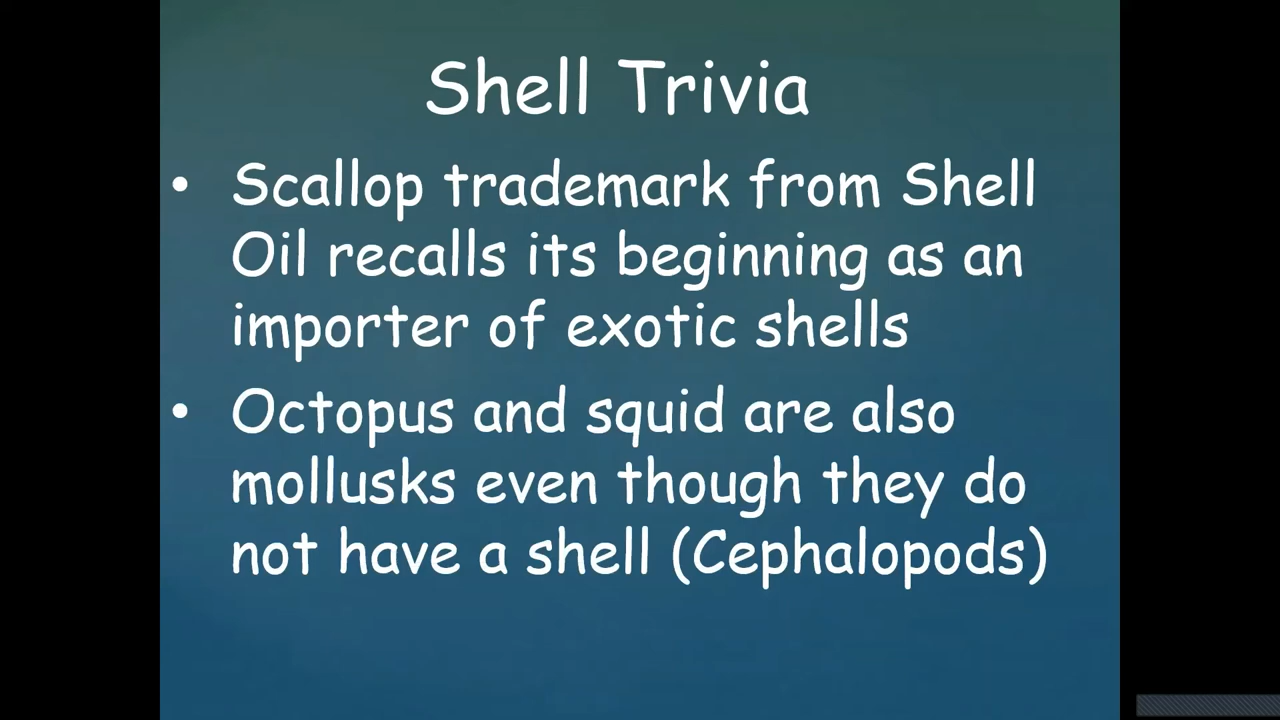 Shell Trivia
• Scallop trademark from Shell
Oil recalls its beginning as an
importer of exotic shells
• Octopus and squid are also
mollusks even though they do
not have a shell (Cephalopods)